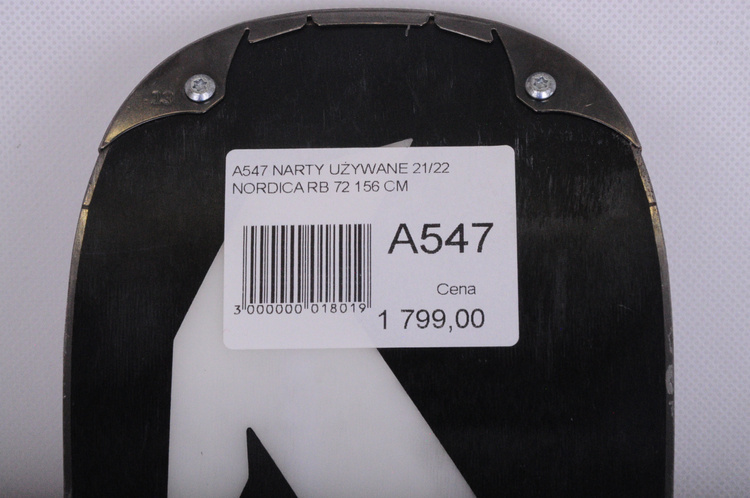 A547 NARTY UŻYWANE 21/22
NORDICA RB 72 156 CM
A547
3 000000 018019
Cena
1 799,00